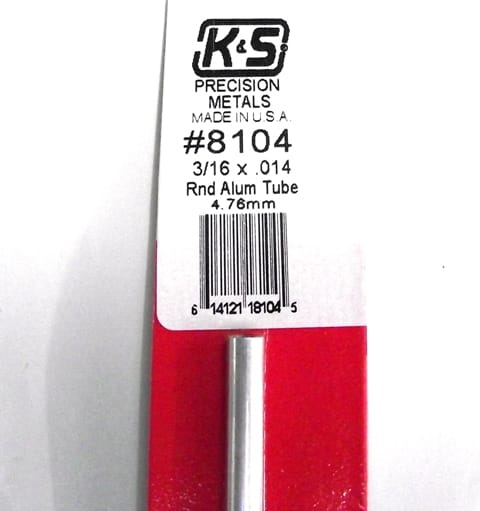 K&S
PRECISION
METALS
MADE IN U.S.A.
#8104
3/16 x .014
Rnd Alum Tube
4.76mm
6 14121 18104 5